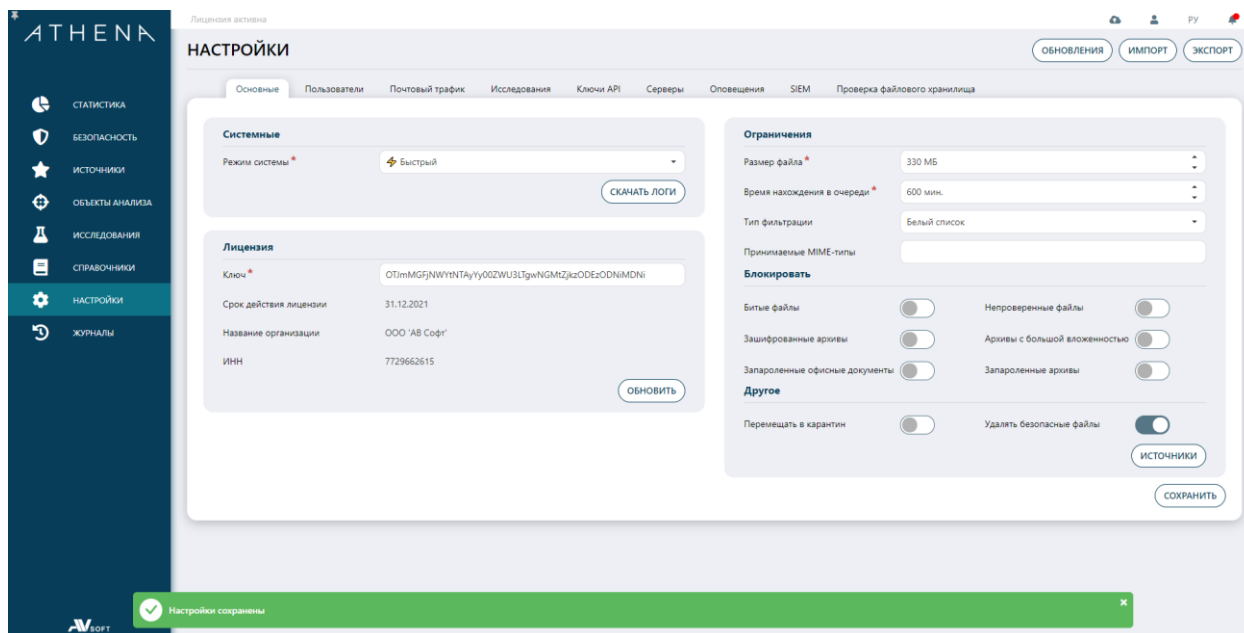 Лицензия активна
РУ
ATHENA
НАСТРОЙКИ
ОБНОВЛЕНИЯ
ИМПОРТ
ЭКСПОРТ
СТАТИСТИКА
БЕЗОПАСНОСТЬ
ИСТОЧНИКИ
ОБЪЕКТЫ АНАЛИЗА
ИССЛЕДОВАНИЯ
СПРАВОЧНИКИ
НАСТРОЙКИ
ЖУРНАЛЫ
Основные Пользователи Почтовый трафик Исследования Ключи API Серверы Оповещения SIEM Проверка файлового хранилища
Системные
Режим системы * Быстрый
СКАЧАТЬ ЛОГИ
Лицензия
Ключ * OTJmMGFjNWYtNTAyYy00ZWU3LTgwNGMtZjkzODEzODNiMDNi
Срок действия лицензии 31.12.2021
Название организации ООО 'АВ Софт'
ИНН 7729662615
ОБНОВИТЬ
Ограничения
Размер файла * 330 МБ
Время нахождения в очереди * 600 мин.
Тип фильтрации Белый список
Принимаемые MIME-типы
Блокировать
Битые файлы Непроверенные файлы
Зашифрованные архивы Архивы с большой вложенностью
Запароленные офисные документы Запароленные архивы
Другое
Перемещать в карантин Удалять безопасные файлы
ИСТОЧНИКИ
СОХРАНИТЬ
Настройки сохранены
AVSOFT